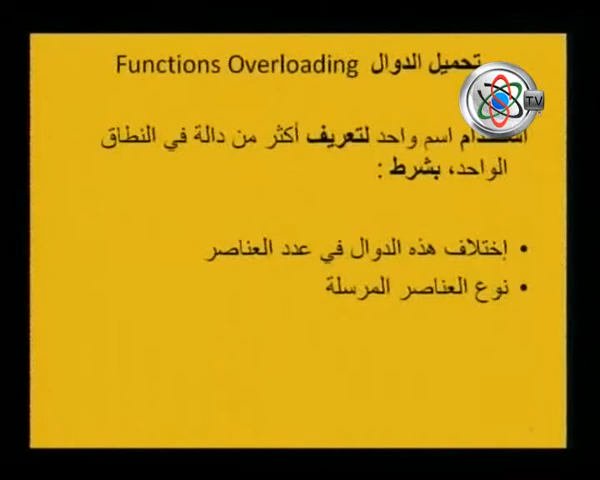 تحميل الدوال Functions Overloading
TV
اسم واحد لتعريف أكثر من دالة في النطاق
الواحد، بشرط :
• إختلاف هذه الدوال في عدد العناصر
• نوع العناصر المرسلة